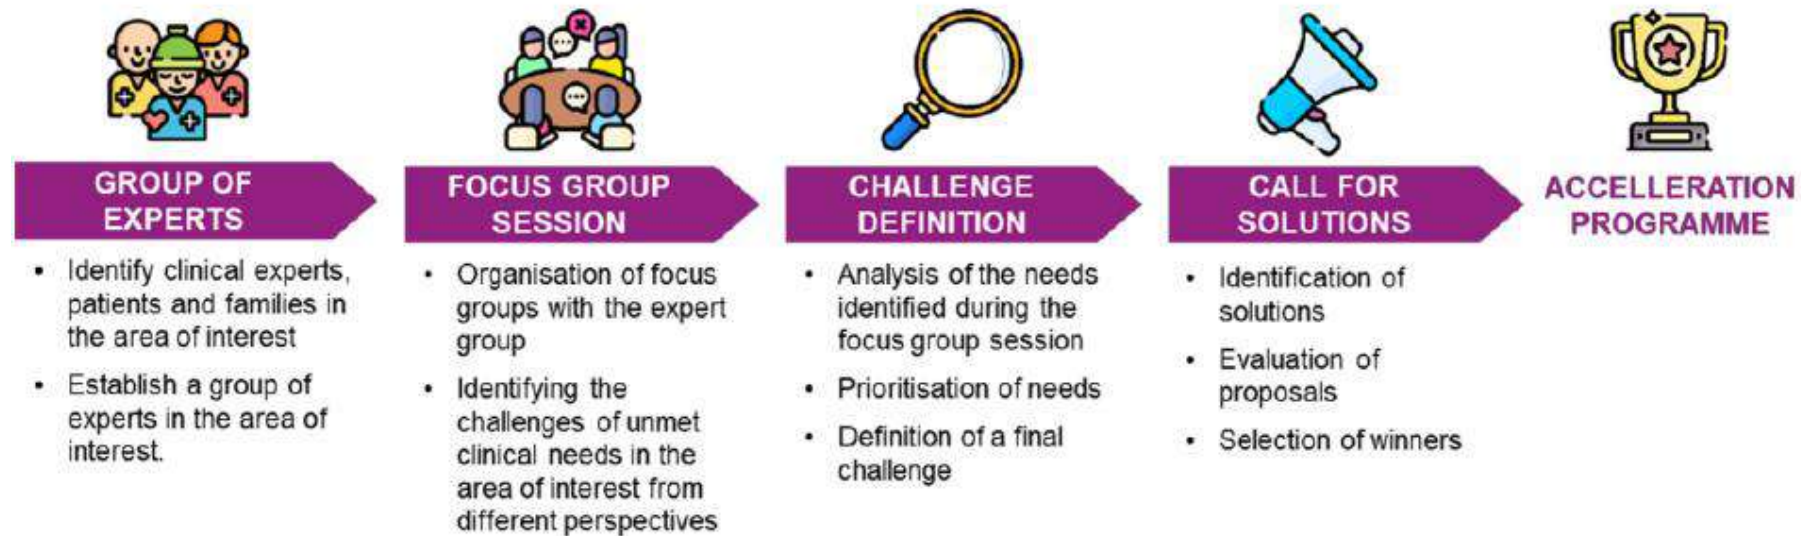 GROUP OF
EXPERTS
• Identify clinical experts,
patients and families in
the area of interest
• Establish a group of
experts in the area of
interest.
FOCUS GROUP
SESSION
• Organisation of focus
groups with the expert
group
• Identifying the
challenges of unmet
clinical needs in the
area of interest from
different perspectives
CHALLENGE
DEFINITION
• Analysis of the needs
identified during the
focus group session
• Prioritisation of needs
• Definition of a final
challenge
CALL FOR
SOLUTIONS
• Identification of
solutions
• Evaluation of
proposals
• Selection of winners
ACCELLERATION
PROGRAMME